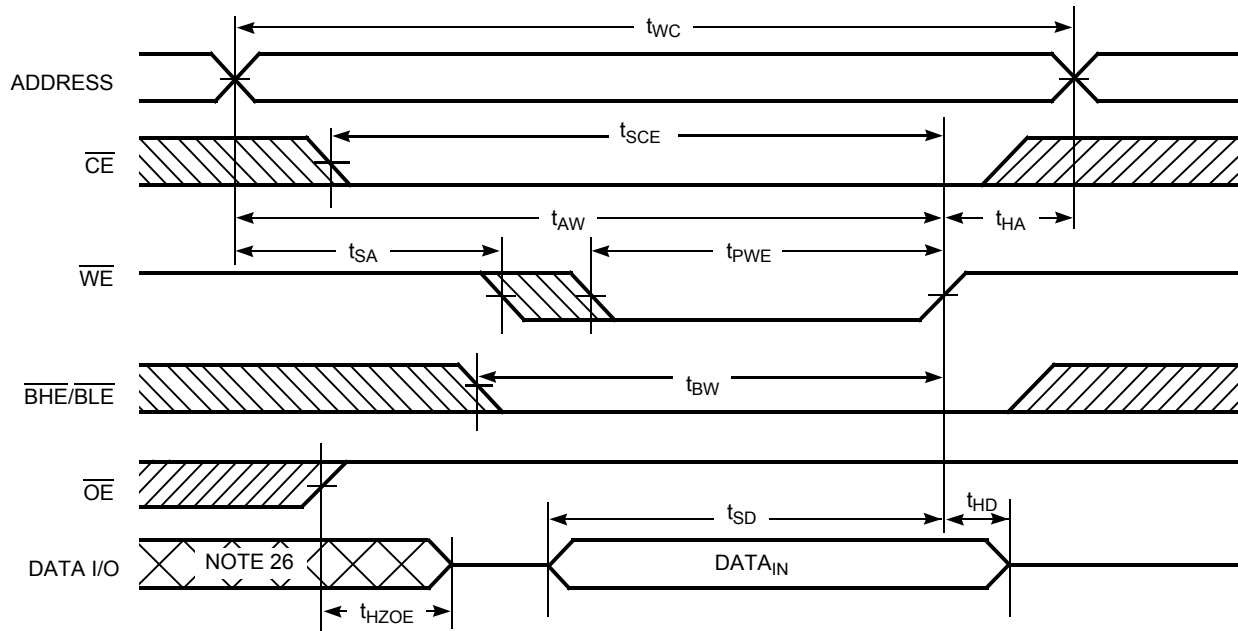 tWC
ADDRESS
tSCE
CE
tAW
tHA
tSA
tPWE
WE
tBW
BHE/BLE
OE
tSD
tHD
DATA I/O
NOTE 26
DATAIN
tHZOE